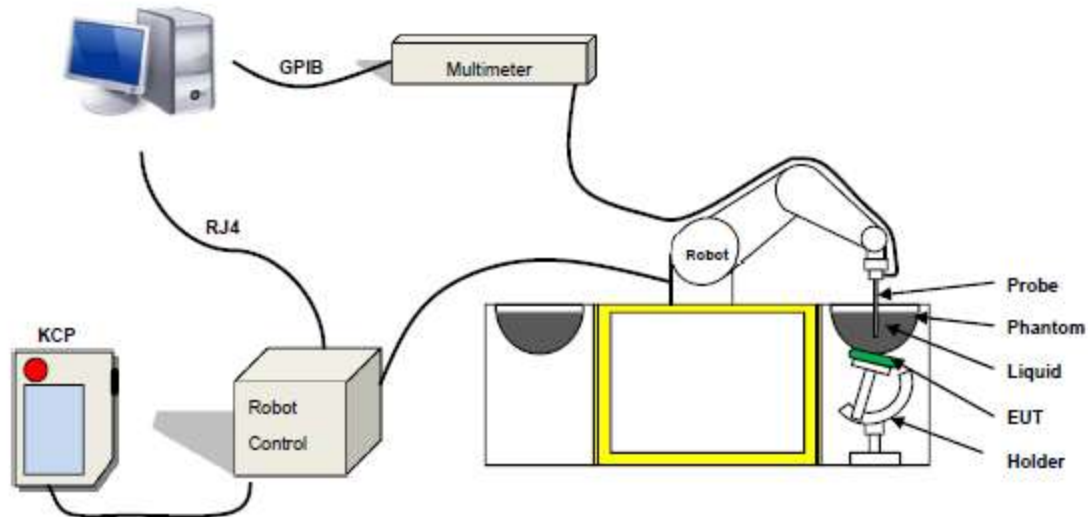 GPIB
Multimeter
RJ4
Robot
Probe
Phantom
KCP
Liquid
Robot
Control
EUT
Holder